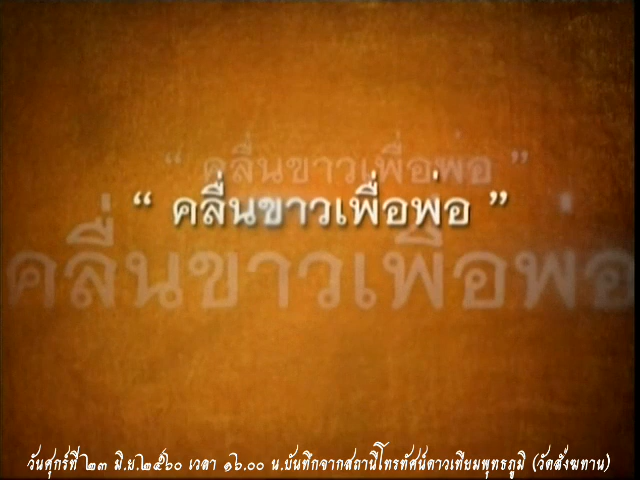 “ คลื่นขาวเพื่อพ่อ ”
“ คลื่นขาวเพื่อพ่อ ”
คลื่นขาวเพื่อพ่อ
วันศุกร์ที่ ๒๓ มิ.ย.๒๕๖๐ เวลา ๑๖.๐๐ น.บันทึกจากสถานีโทรทัศน์ดาวเทียมพุทธภูมิ (วัดสังฆทาน)